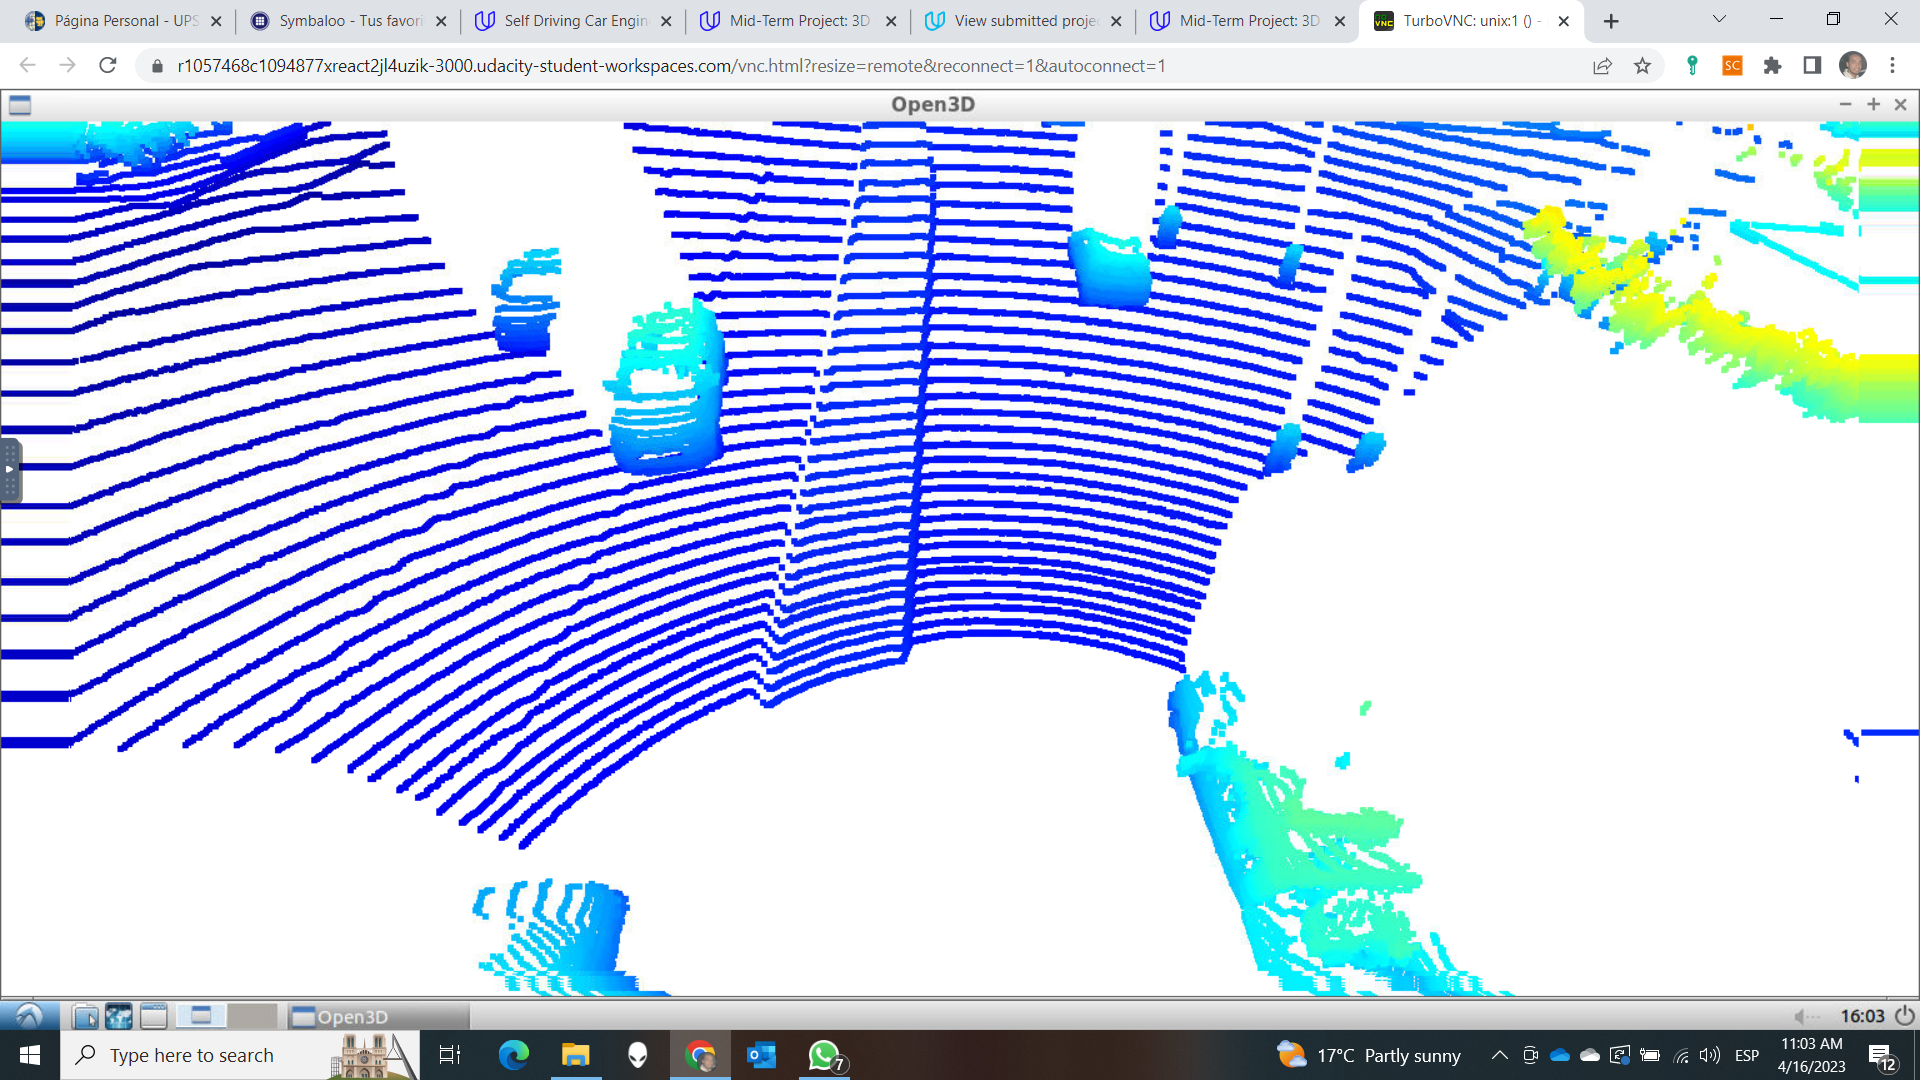 Página Personal - UPS
Symbaloo - Tus favori
Self Driving Car Engin
Mid-Term Project: 3D
View submitted proje
Mid-Term Project: 3D
TurboVNC: unix:1 () -
r1057468c1094877xreact2jl4uzik-3000.udacity-student-workspaces.com/vnc.html?resize=remote&reconnect=1&autoconnect=1
SC
Open3D
Open3D
16:03
Type here to search
7
17°C Partly sunny
ESP
11:03 AM
4/16/2023
12